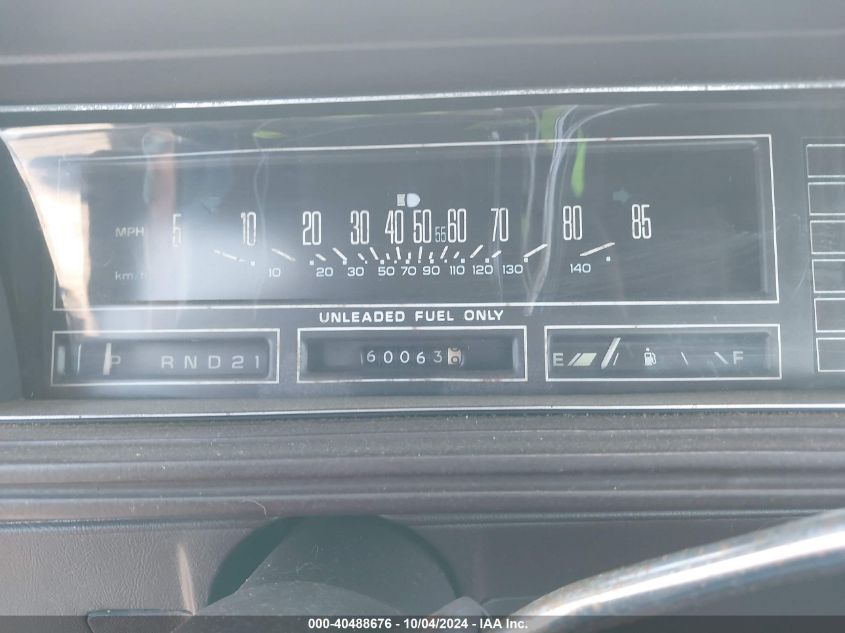 MPH 5 10 20 30 40 50 55 60 70 80 85
km/h 10 20 30 50 70 90 110 120 130 140
UNLEADED FUEL ONLY
P R N D 2 1
60063
E F
000-40488676 - 10/04/2024 - IAA Inc.